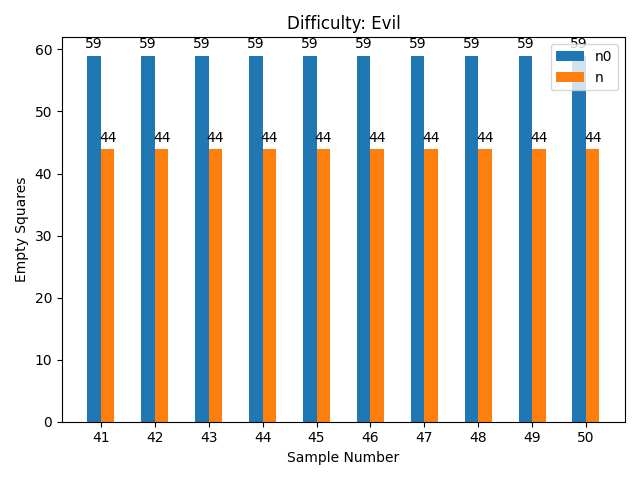 Difficulty: Evil
59 59 59 59 59 59 59 59 59 59
n0
n
44 44 44 44 44 44 44 44 44 44
60
50
40
30
20
10
0
Empty Squares
41 42 43 44 45 46 47 48 49 50
Sample Number